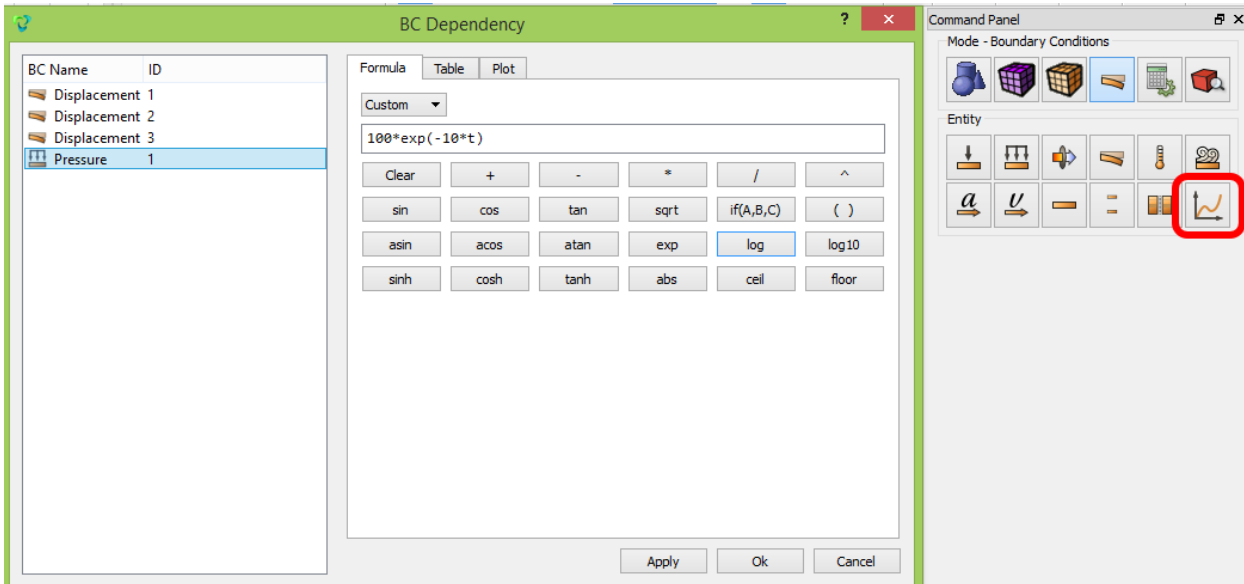 BC Dependency
? ×
BC Name ID
Displacement 1
Displacement 2
Displacement 3
Pressure 1
Formula Table Plot
Custom
100*exp(-10*t)
Clear + - * / ^
sin cos tan sqrt if(A,B,C) ( )
asin acos atan exp log log10
sinh cosh tanh abs ceil floor
Apply Ok Cancel
Command Panel
Mode - Boundary Conditions
Entity
a v